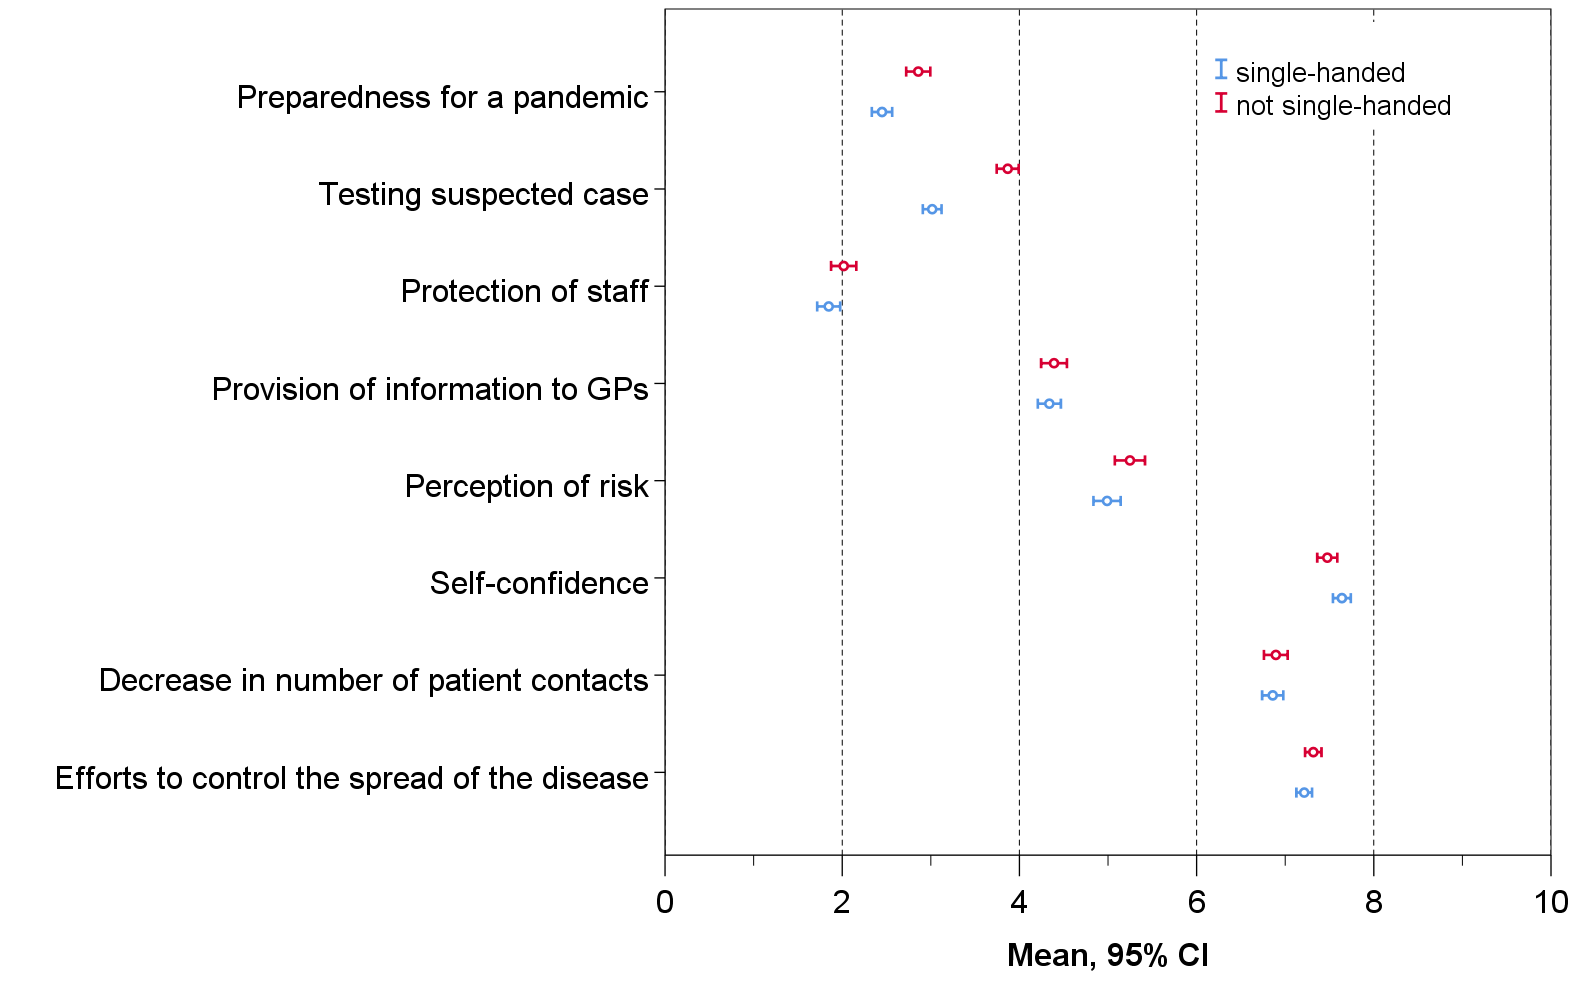 single-handed
not single-handed
Preparedness for a pandemic
Testing suspected case
Protection of staff
Provision of information to GPs
Perception of risk
Self-confidence
Decrease in number of patient contacts
Efforts to control the spread of the disease
0 2 4 6 8 10
Mean, 95% CI